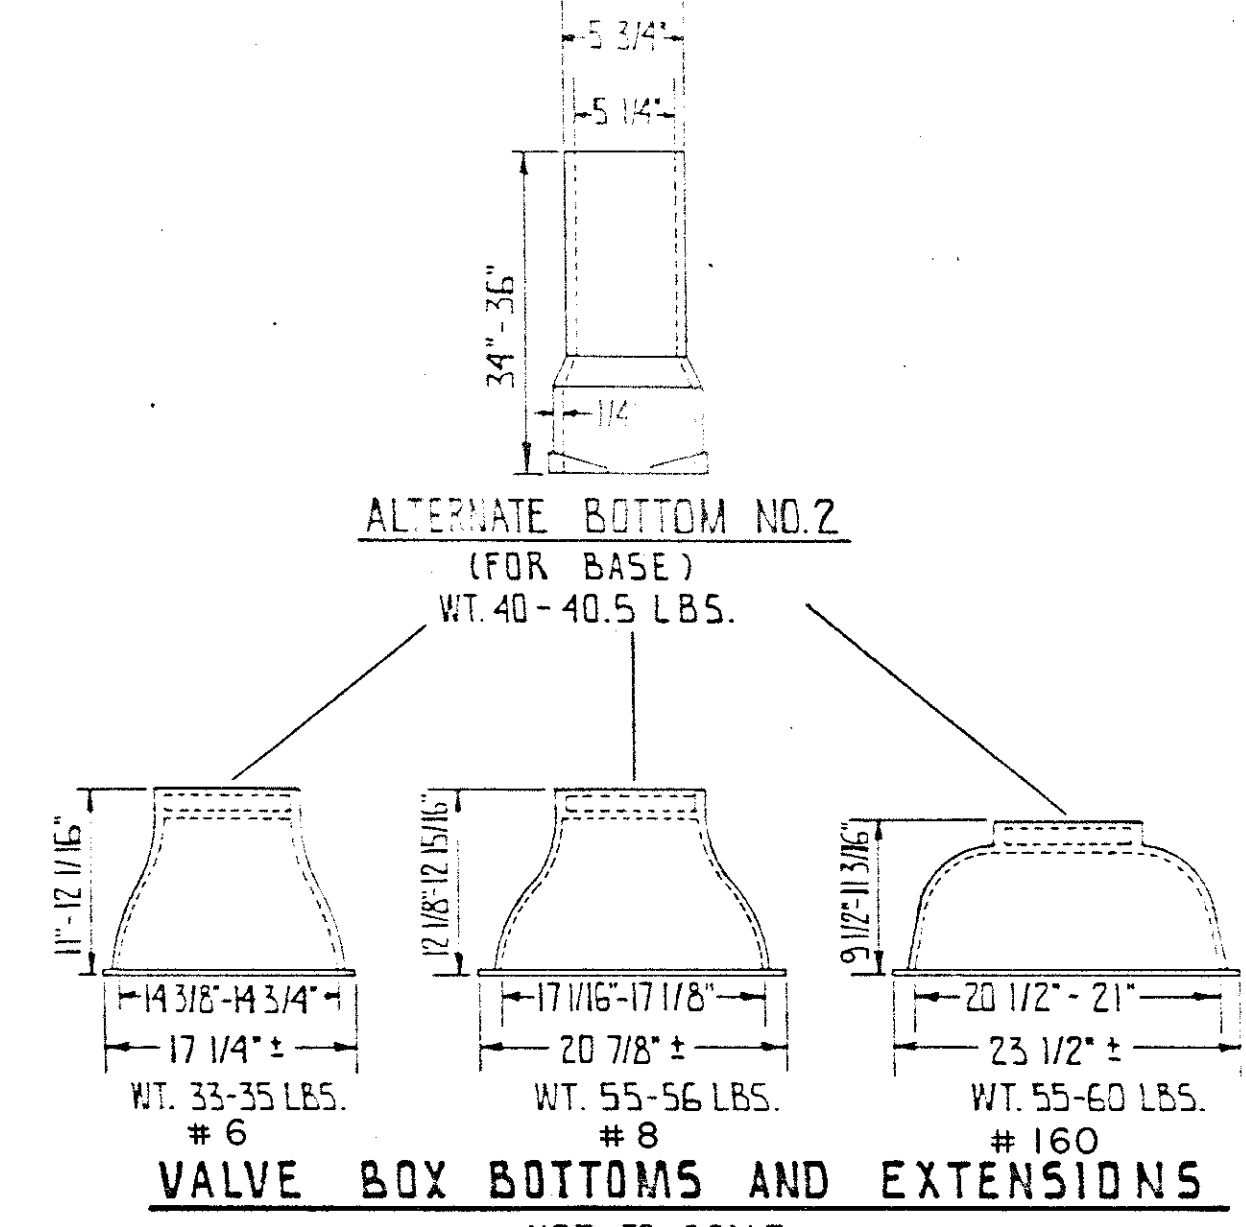 5 3/4"
5 1/4"
34"-36"
1/4
ALTERNATE BOTTOM NO.2
(FOR BASE)
WT. 40-40.5 LBS.
11"-12 1/16"
12 1/8"-12 15/16"
9 1/2"-11 3/16"
14 3/8"-14 3/4"
17 1/16"-17 1/8"
20 1/2" - 21"
17 1/4" ±
20 7/8" ±
23 1/2" ±
WT. 33-35 LBS.
WT. 55-56 LBS.
WT. 55-60 LBS.
# 6
# 8
# 160
VALVE BOX BOTTOMS AND EXTENSIONS